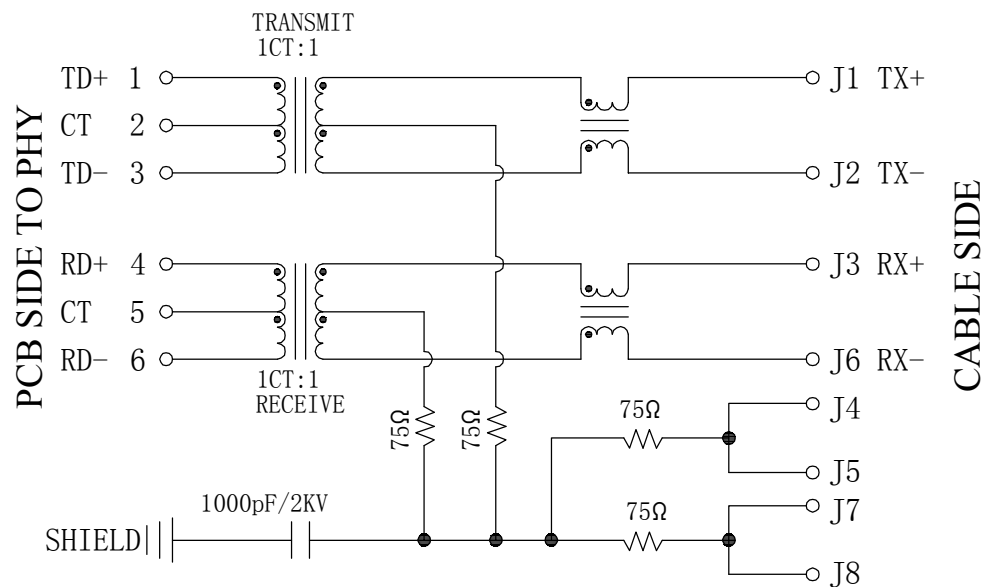 TRANSMIT
1CT:1
TD+ 1
CT 2
TD- 3
J1 TX+
J2 TX-
PCB SIDE TO PHY
CABLE SIDE
RD+ 4
CT 5
RD- 6
J3 RX+
J6 RX-
1CT:1
RECEIVE
75Ω
75Ω
75Ω
J4
J5
1000pF/2KV
75Ω
J7
SHIELD
J8